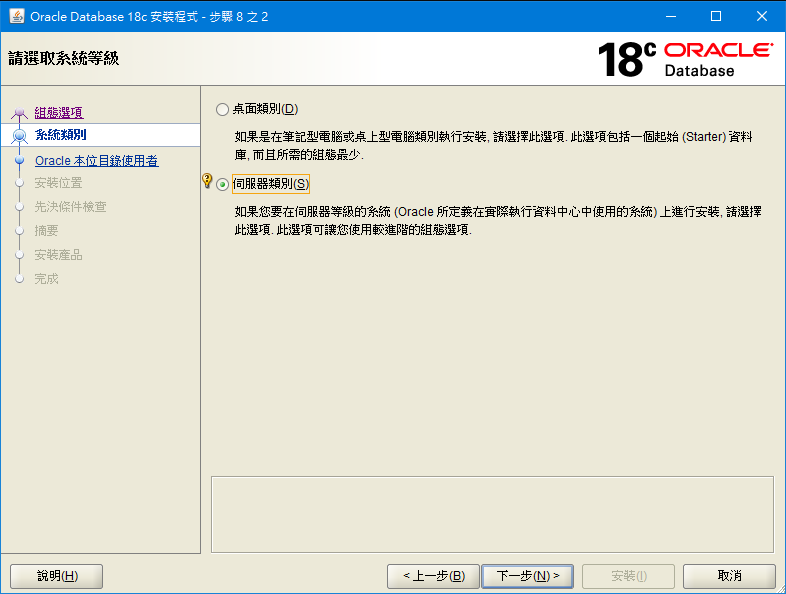 Oracle Database 18c 安裝程式 - 步驟 8 之 2
請選取系統等級
18c ORACLE
Database
組態選項
系統類別
Oracle 本位目錄使用者
安裝位置
先決條件檢查
摘要
安裝產品
完成
桌面類別(D)
如果是在筆記型電腦或桌上型電腦類別執行安裝, 請選擇此選項. 此選項包括一個起始 (Starter) 資料
庫, 而且所需的組態最少.
伺服器類別(S)
如果您要在伺服器等級的系統 (Oracle 所定義在實際執行資料中心中使用的系統) 上進行安裝, 請選擇
此選項. 此選項可讓您使用較進階的組態選項.
說明(H)
< 上一步(B)
下一步(N) >
安裝(I)
取消